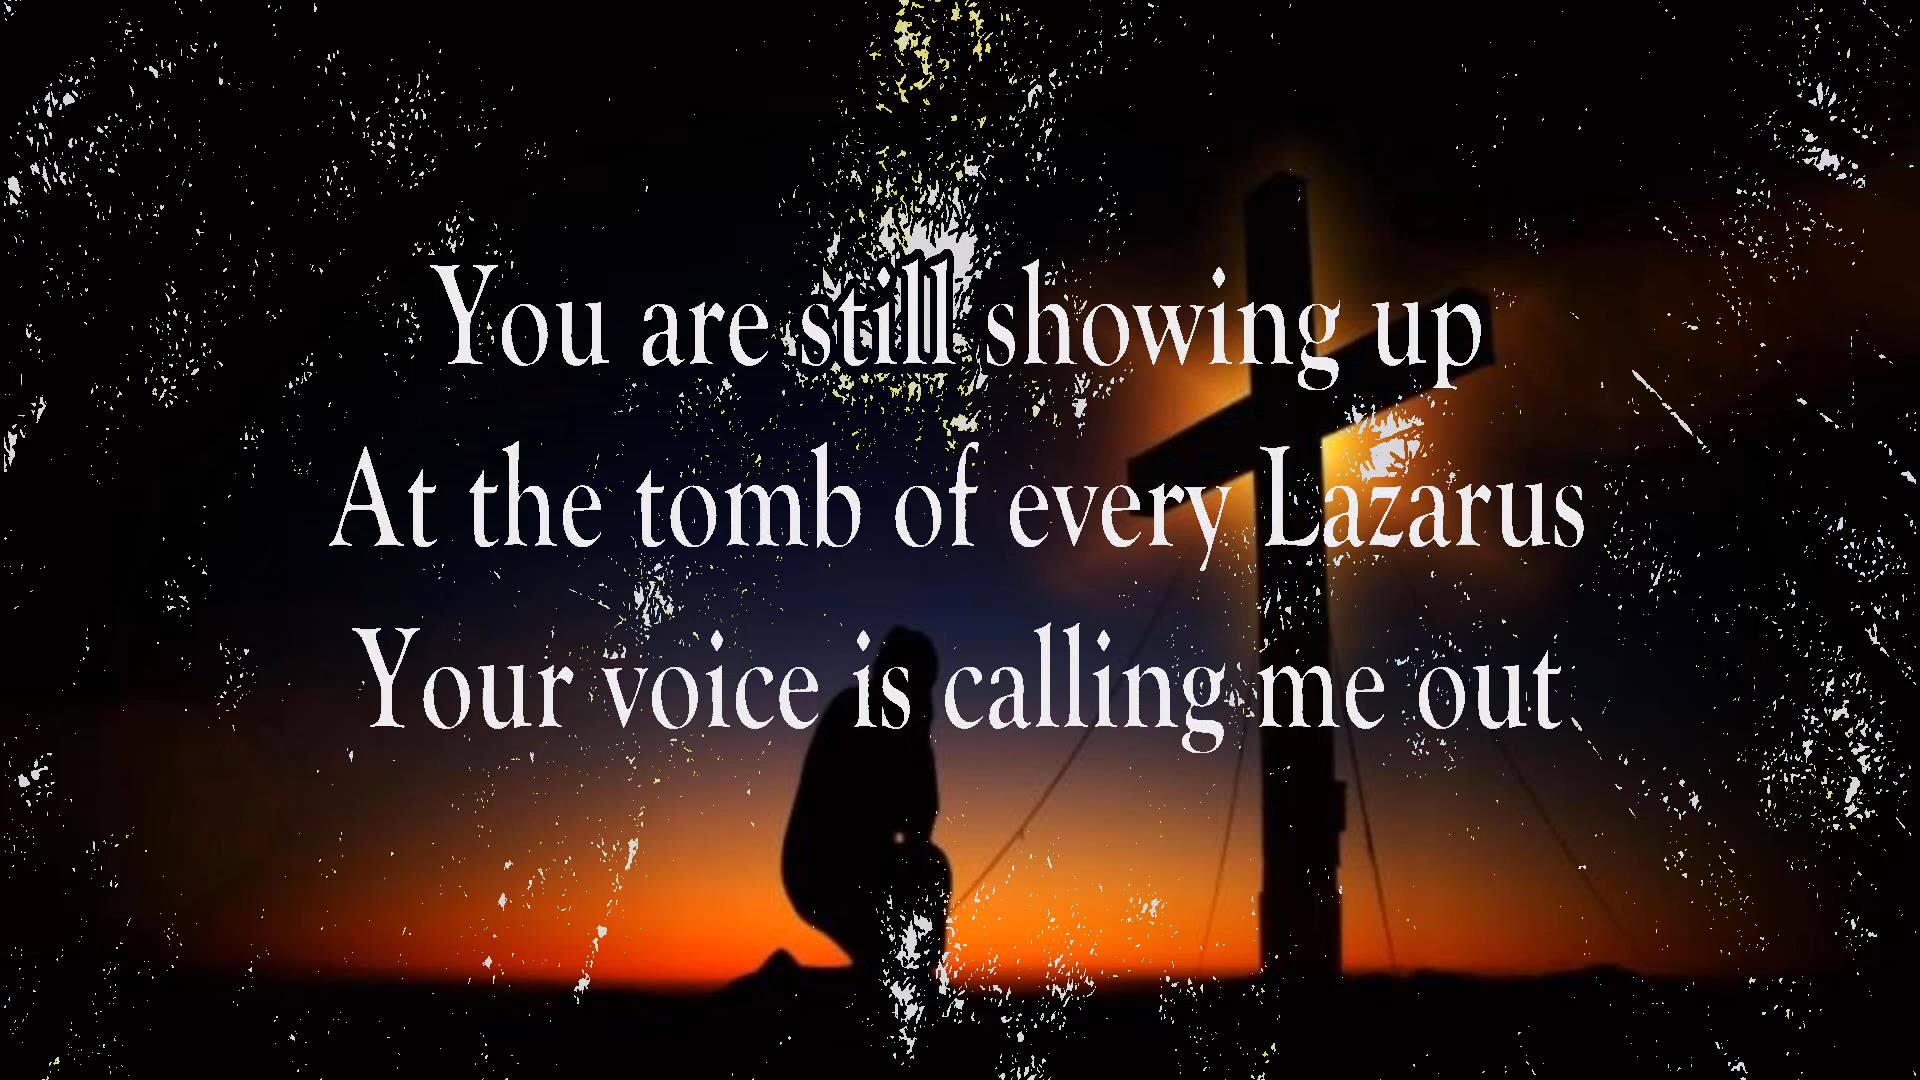 You are still showing up
At the tomb of every Lazarus
Your voice is calling me out